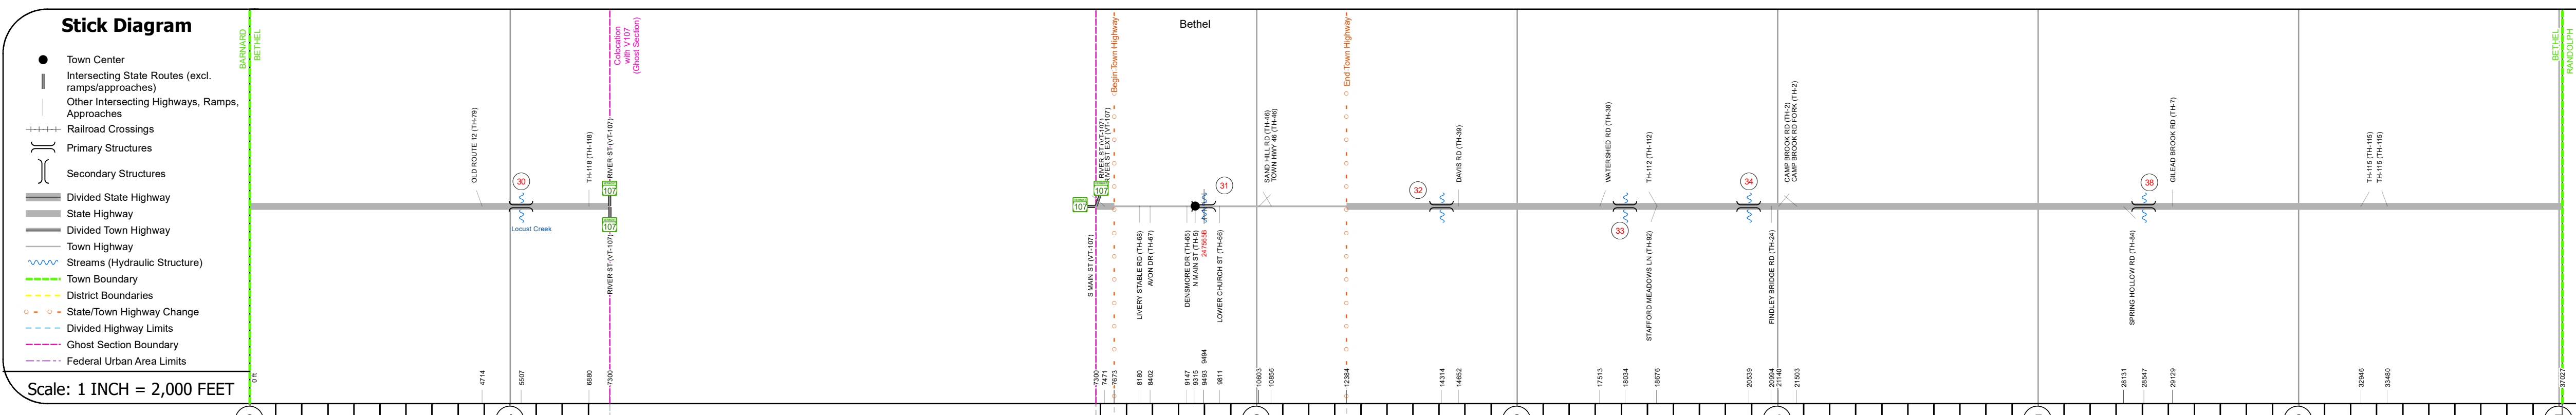 Stick Diagram
Town Center
Intersecting State Routes (excl.
ramps/approaches)
Other Intersecting Highways, Ramps,
Approaches
Railroad Crossings
Primary Structures
Secondary Structures
Divided State Highway
State Highway
Divided Town Highway
Town Highway
Streams (Hydraulic Structure)
Town Boundary
District Boundaries
State/Town Highway Change
Divided Highway Limits
Ghost Section Boundary
Federal Urban Area Limits
Scale: 1 INCH = 2,000 FEET
BARNARD
BETHEL
0 ft
OLD ROUTE 12 (TH-79)
4714
30
Locust Creek
5507
TH-118 (TH-118)
6880
Colocation
with V107
(Ghost Section)
RIVER ST (VT-107)
107
107
RIVER ST (VT-107)
7300
RIVER ST (VT-107)
RIVER ST EXT (VT-107)
107
107
S MAIN ST (VT-107)
7300
7471
7673
Begin Town Highway
Bethel
LIVERY STABLE RD (TH-68)
8180
AVON DR (TH-67)
8402
DENSMORE DR (TH-65)
9147
N MAIN ST (TH-5)
9315
247565B
31
9493
9494
LOWER CHURCH ST (TH-66)
9811
SAND HILL RD (TH-46)
TOWN HWY 46 (TH-46)
10603
10856
End Town Highway
12384
32
14314
DAVIS RD (TH-39)
14652
WATERSHED RD (TH-38)
17513
33
18034
TH-112 (TH-112)
STAFFORD MEADOWS LN (TH-92)
18676
34
20539
FINDLEY BRIDGE RD (TH-24)
20994
CAMP BROOK RD (TH-2)
CAMP BROOK RD FORK (TH-2)
21140
21503
SPRING HOLLOW RD (TH-84)
28131
38
28547
GILEAD BROOK RD (TH-7)
29129
TH-115 (TH-115)
TH-115 (TH-115)
32946
33480
BETHEL
RANDOLPH
37027